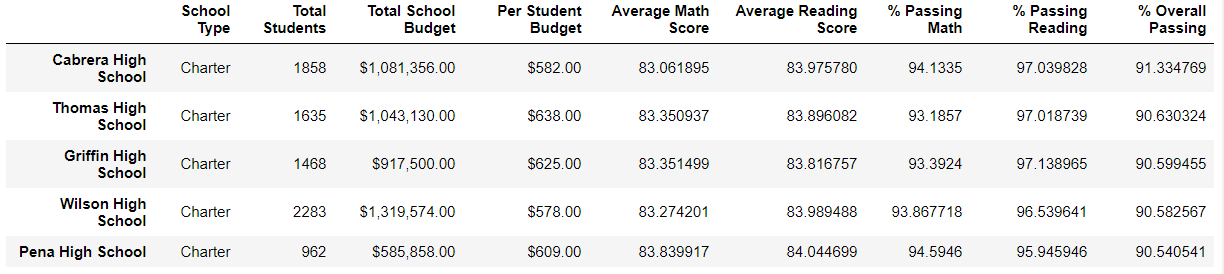 School Type Total Students Total School Budget Per Student Budget Average Math Score Average Reading Score % Passing Math % Passing Reading % Overall Passing
Cabrera High School Charter 1858 $1,081,356.00 $582.00 83.061895 83.975780 94.1335 97.039828 91.334769
Thomas High School Charter 1635 $1,043,130.00 $638.00 83.350937 83.896082 93.1857 97.018739 90.630324
Griffin High School Charter 1468 $917,500.00 $625.00 83.351499 83.816757 93.3924 97.138965 90.599455
Wilson High School Charter 2283 $1,319,574.00 $578.00 83.274201 83.989488 93.867718 96.539641 90.582567
Pena High School Charter 962 $585,858.00 $609.00 83.839917 84.044699 94.5946 95.945946 90.540541